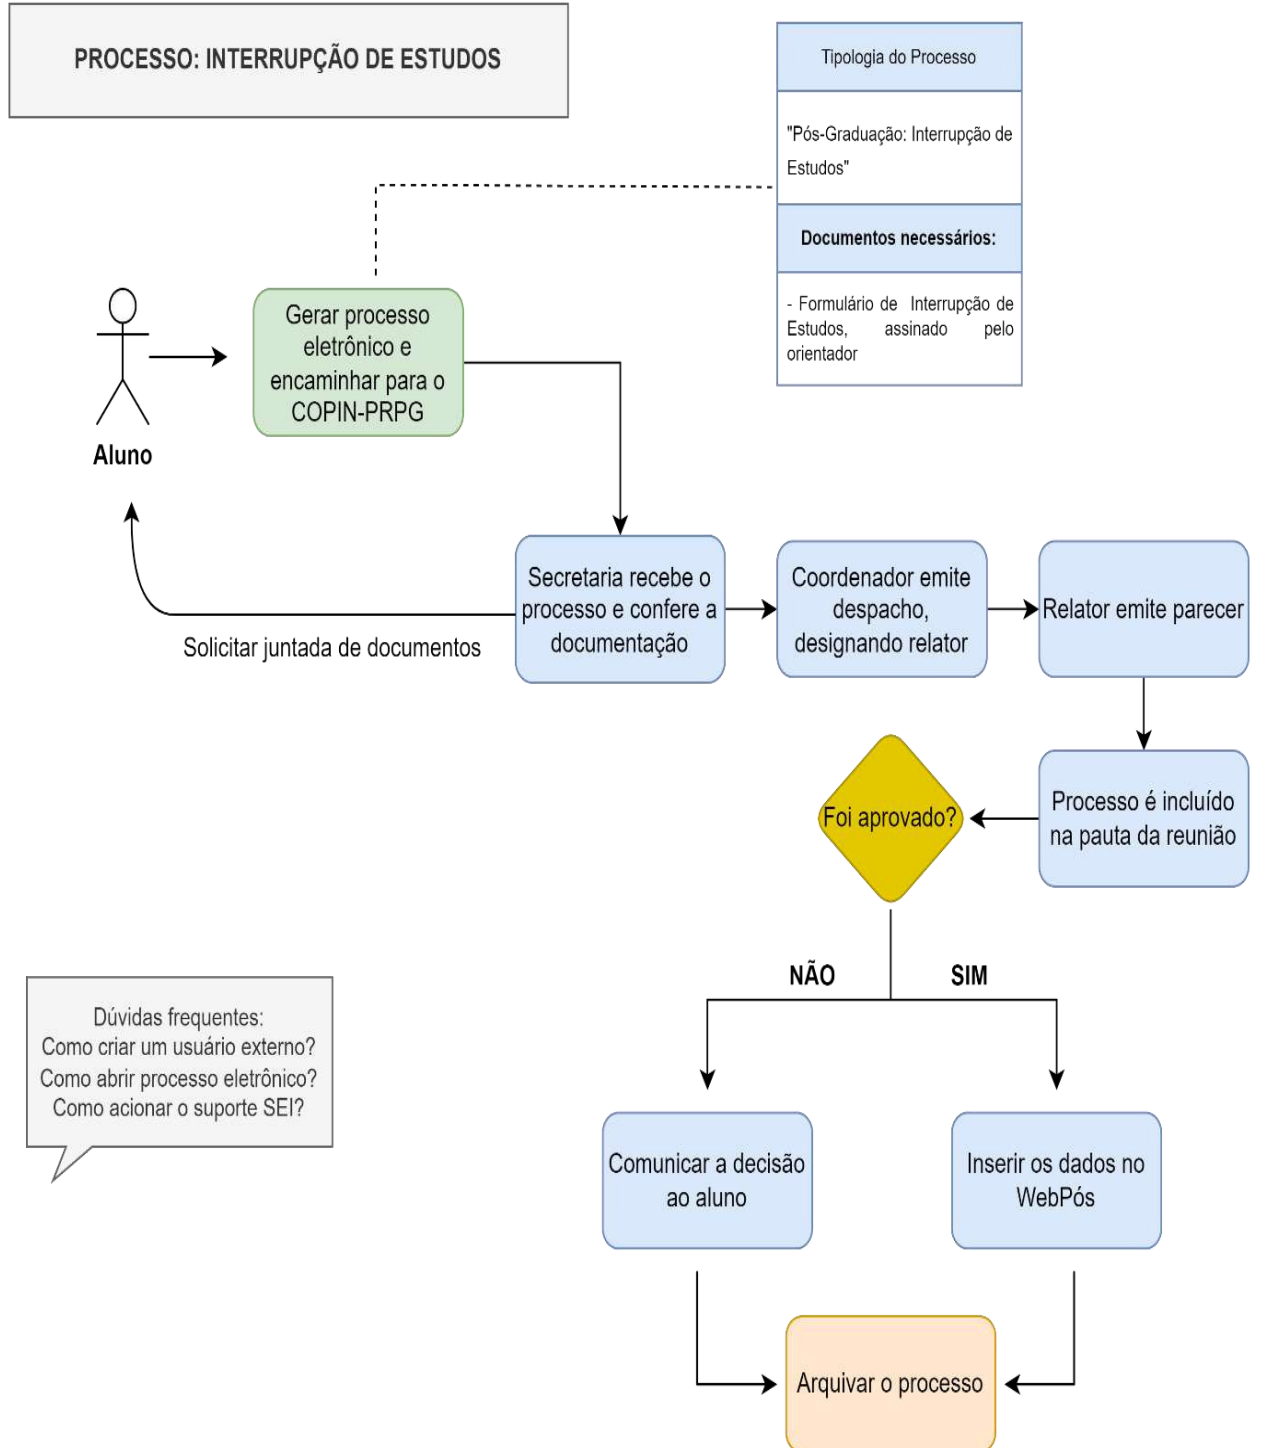 PROCESSO: INTERRUPÇÃO DE ESTUDOS
Tipologia do Processo
"Pós-Graduação: Interrupção de
Estudos"
Documentos necessários:
- Formulário de Interrupção de
Estudos, assinado pelo
orientador
Gerar processo
eletrônico e
encaminhar para o
COPIN-PRPG
Aluno
Secretaria recebe o
processo e confere a
documentação
Solicitar juntada de documentos
Coordenador emite
despacho,
designando relator
Relator emite parecer
Processo é incluído
na pauta da reunião
Foi aprovado?
NÃO
SIM
Dúvidas frequentes:
Como criar um usuário externo?
Como abrir processo eletrônico?
Como acionar o suporte SEI?
Comunicar a decisão
ao aluno
Inserir os dados no
WebPós
Arquivar o processo